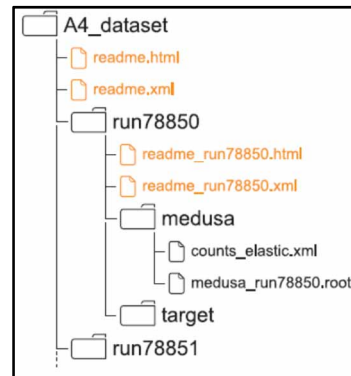 A4_dataset
readme.html
readme.xml
run78850
readme_run78850.html
readme_run78850.xml
medusa
counts_elastic.xml
medusa_run78850.root
target
run78851